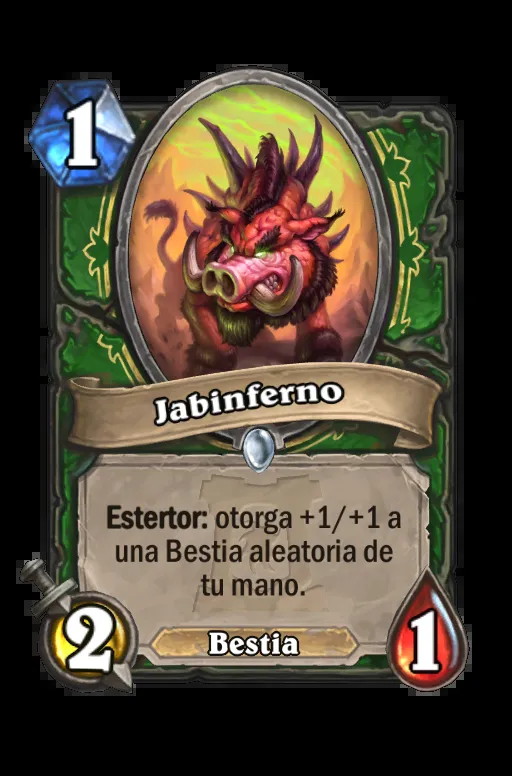 1
Jabinferno
Estertor: otorga +1/+1 a
una Bestia aleatoria de
tu mano.
2
Bestia
1